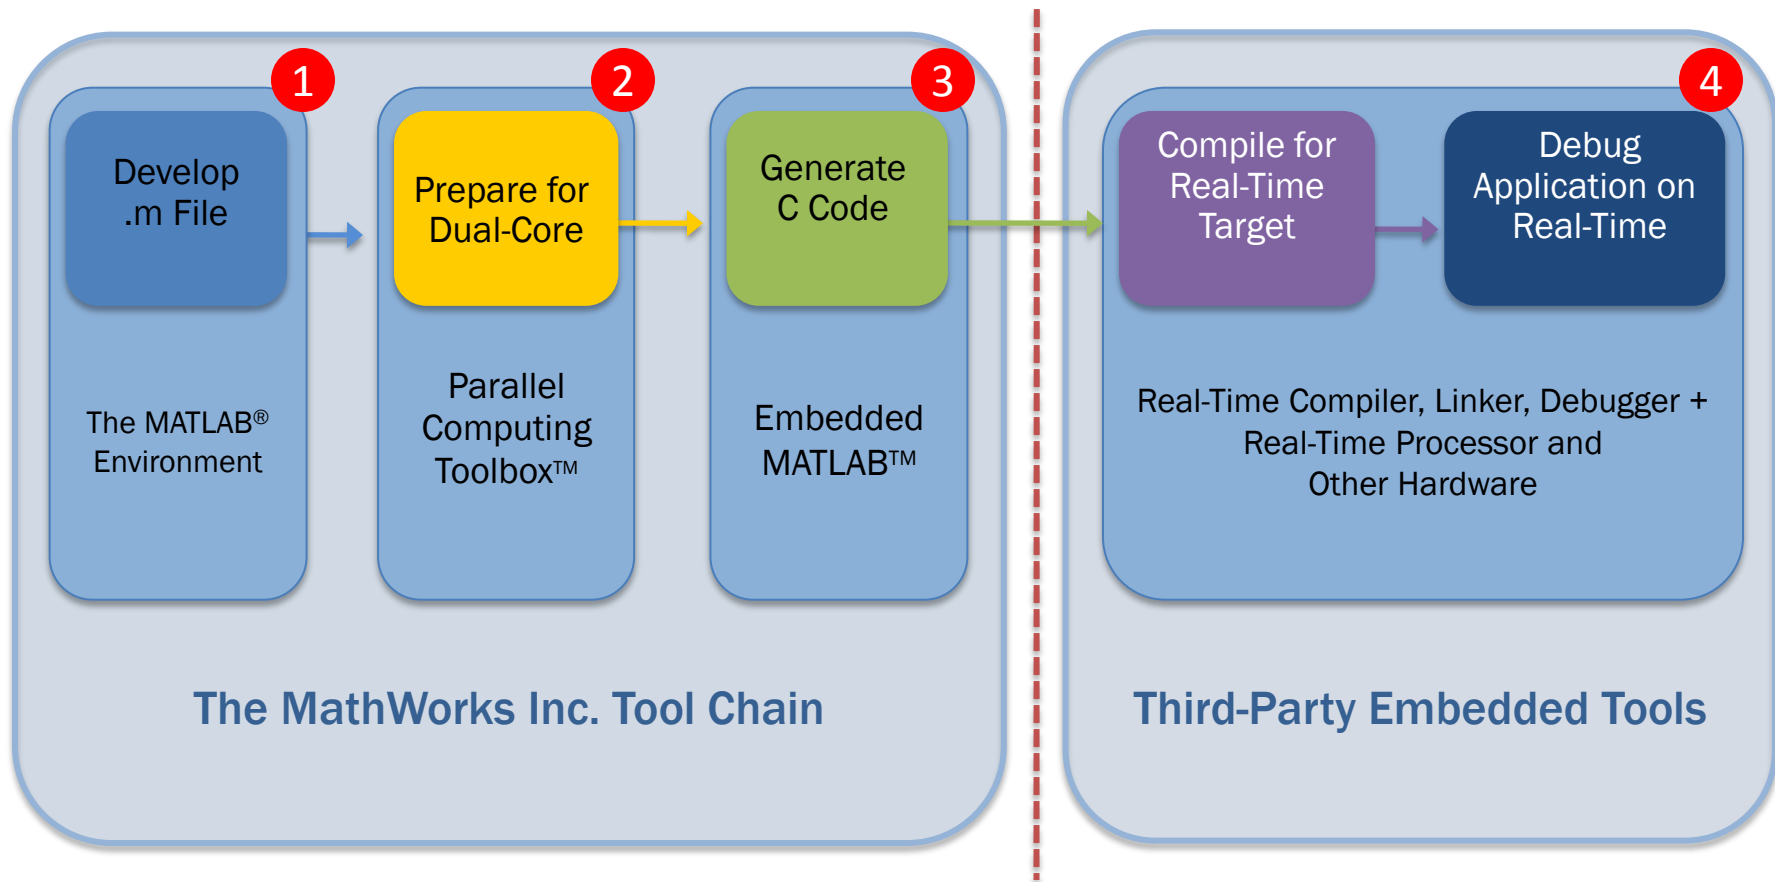 1
Develop
.m File
The MATLAB®
Environment
2
Prepare for
Dual-Core
Parallel
Computing
Toolbox™
3
Generate
C Code
Embedded
MATLAB™
The MathWorks Inc. Tool Chain
4
Compile for
Real-Time
Target
Debug
Application on
Real-Time
Real-Time Compiler, Linker, Debugger +
Real-Time Processor and
Other Hardware
Third-Party Embedded Tools